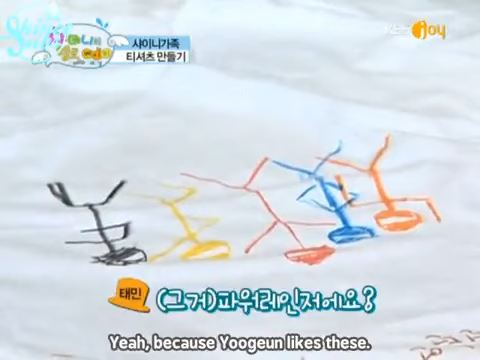 KBS joy
샤이니가족
티셔츠 만들기
태민
(그거)파워레인저에요?
Yeah, because Yoogeun likes these.